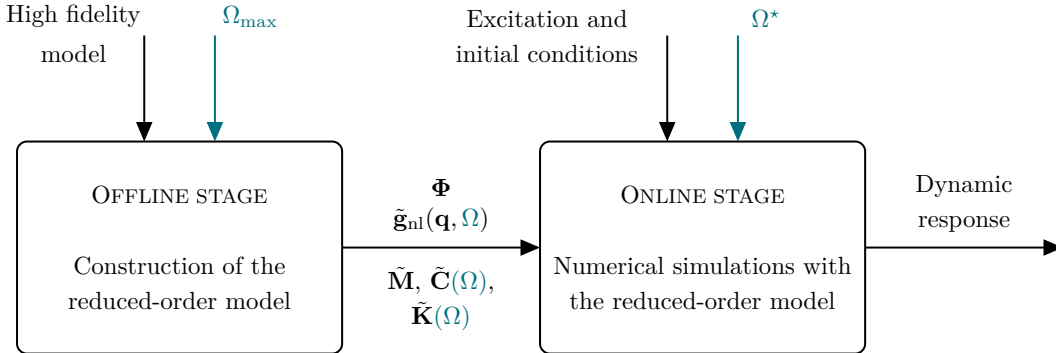 High fidelity
model
Ω_max
Excitation and
initial conditions
Ω⋆
OFFLINE STAGE
Construction of the
reduced-order model
Φ
g̃_nl(q, Ω)
M̃, C̃(Ω),
K̃(Ω)
ONLINE STAGE
Numerical simulations with
the reduced-order model
Dynamic
response